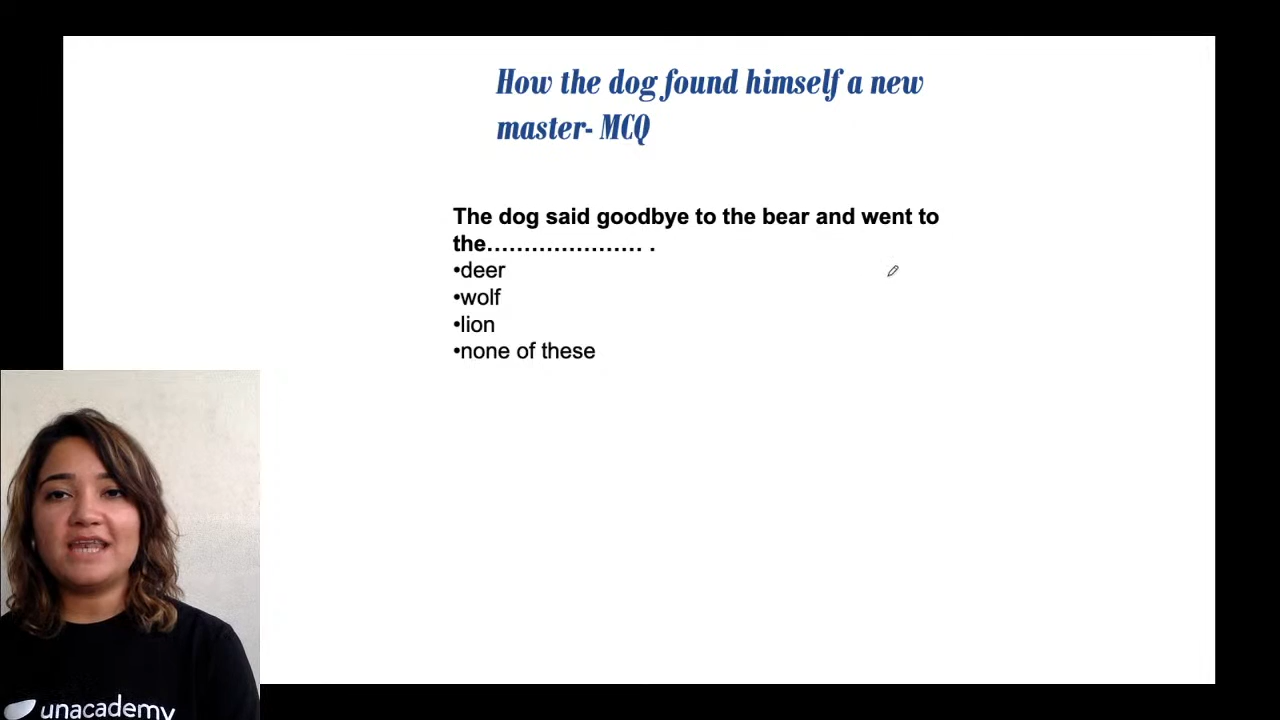 How the dog found himself a new
master- MCQ
The dog said goodbye to the bear and went to
the..................... .
•deer
•wolf
•lion
•none of these
unacademy